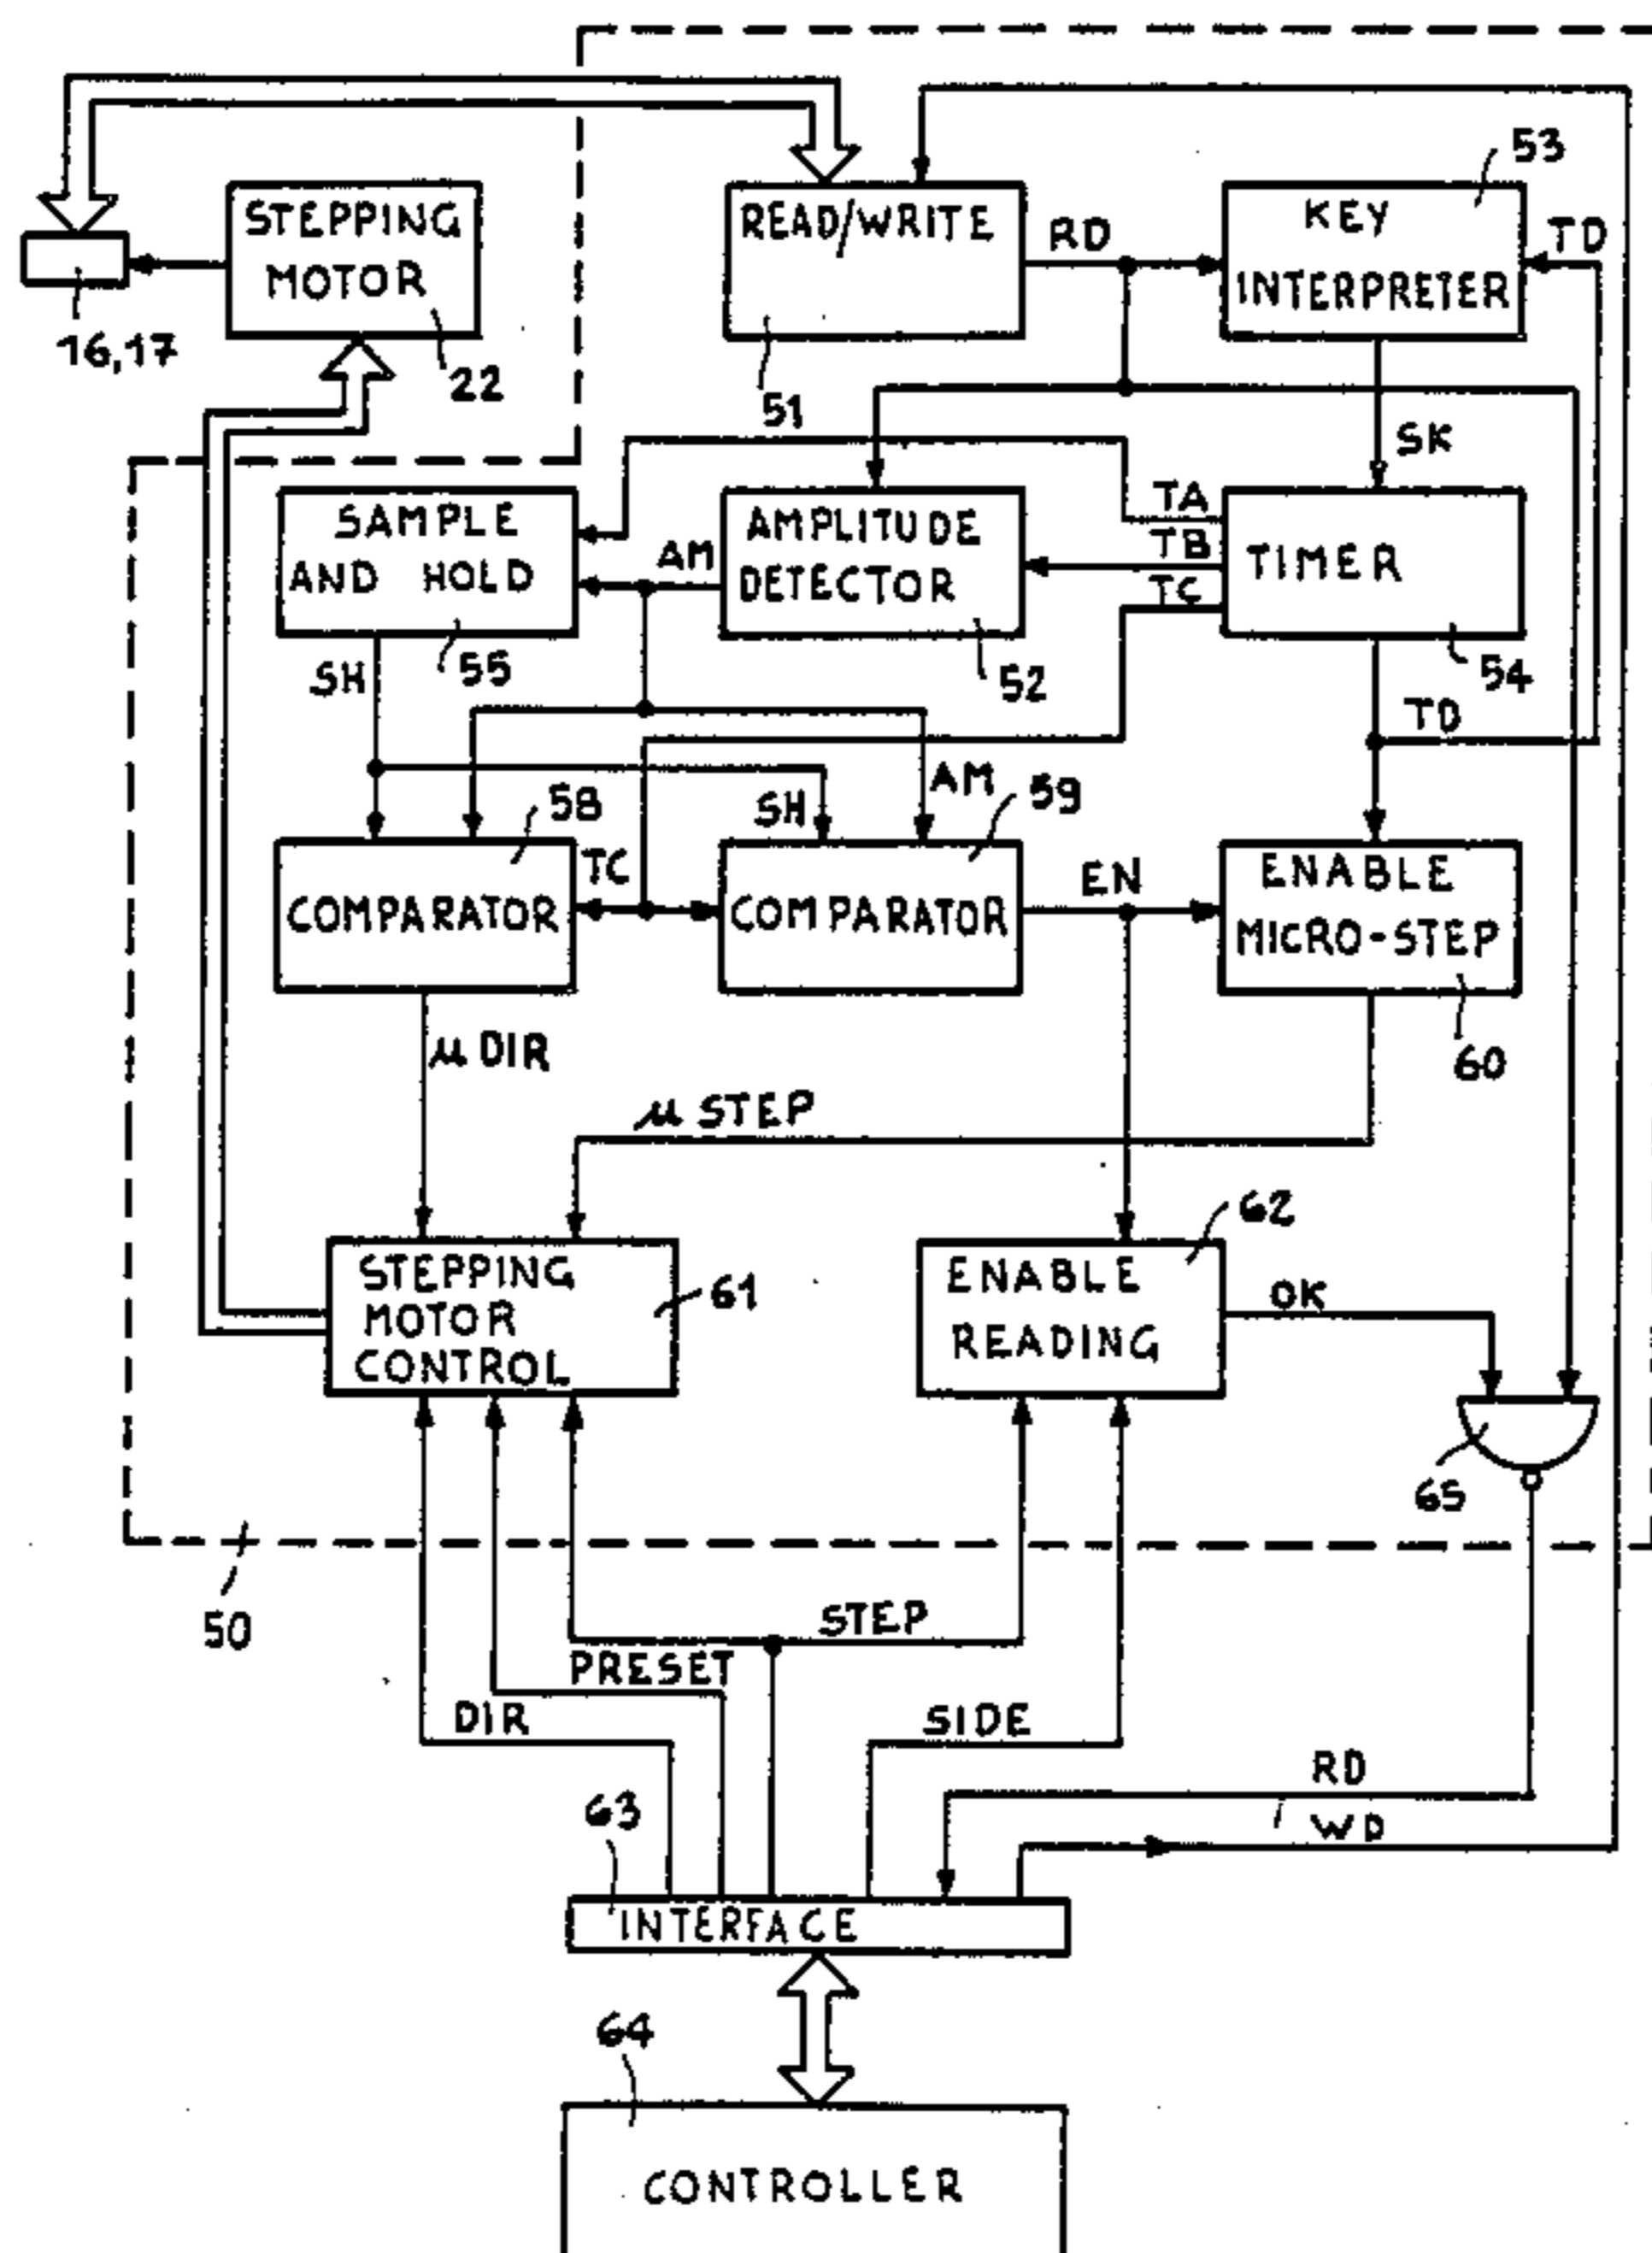 53
STEPPING
MOTOR
READ/WRITE
RD
KEY
INTERPRETER
TD
16,17
22
51
SK
SAMPLE
AND HOLD
AM
AMPLITUDE
DETECTOR
TA
TB
TC
TIMER
SH
55
52
54
TD
58
SH
AM
59
COMPARATOR
TC
COMPARATOR
EN
ENABLE
MICRO-STEP
µ DIR
60
µ STEP
62
STEPPING
MOTOR
CONTROL
61
ENABLE
READING
OK
65
50
STEP
PRESET
DIR
SIDE
RD
WD
63
INTERFACE
64
CONTROLLER